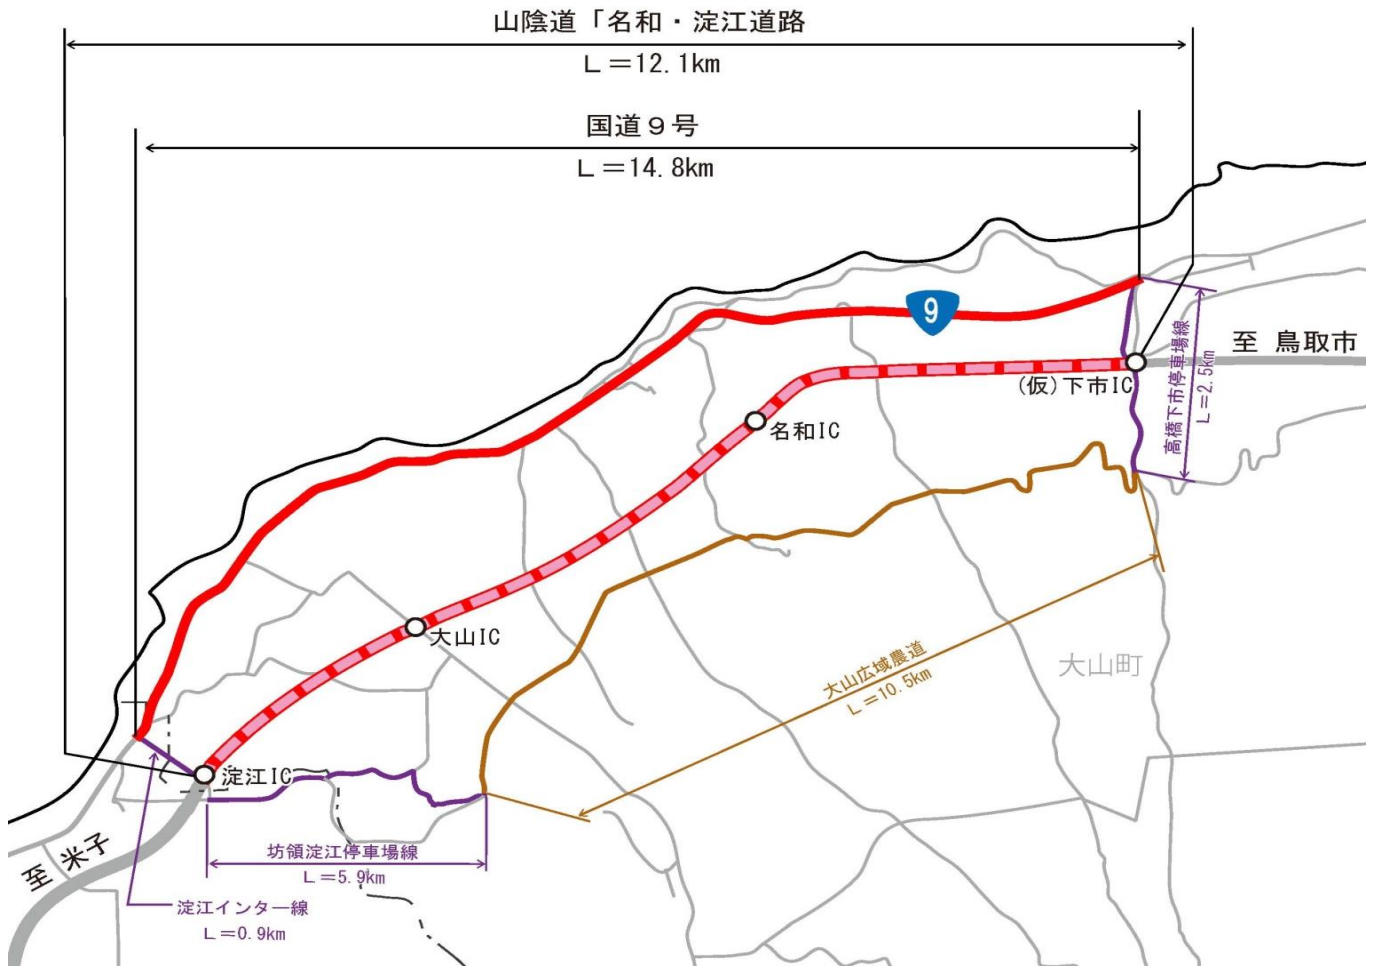 山陰道「名和・淀江道路
L=12.1km
国道9号
L=14.8km
9
至 鳥取市
高橋下市停車場線
L=2.5km
(仮)下市IC
名和IC
大山IC
大山広域農道
L=10.5km
大山町
淀江IC
至 米子
坊領淀江停車場線
L=5.9km
淀江インター線
L=0.9km